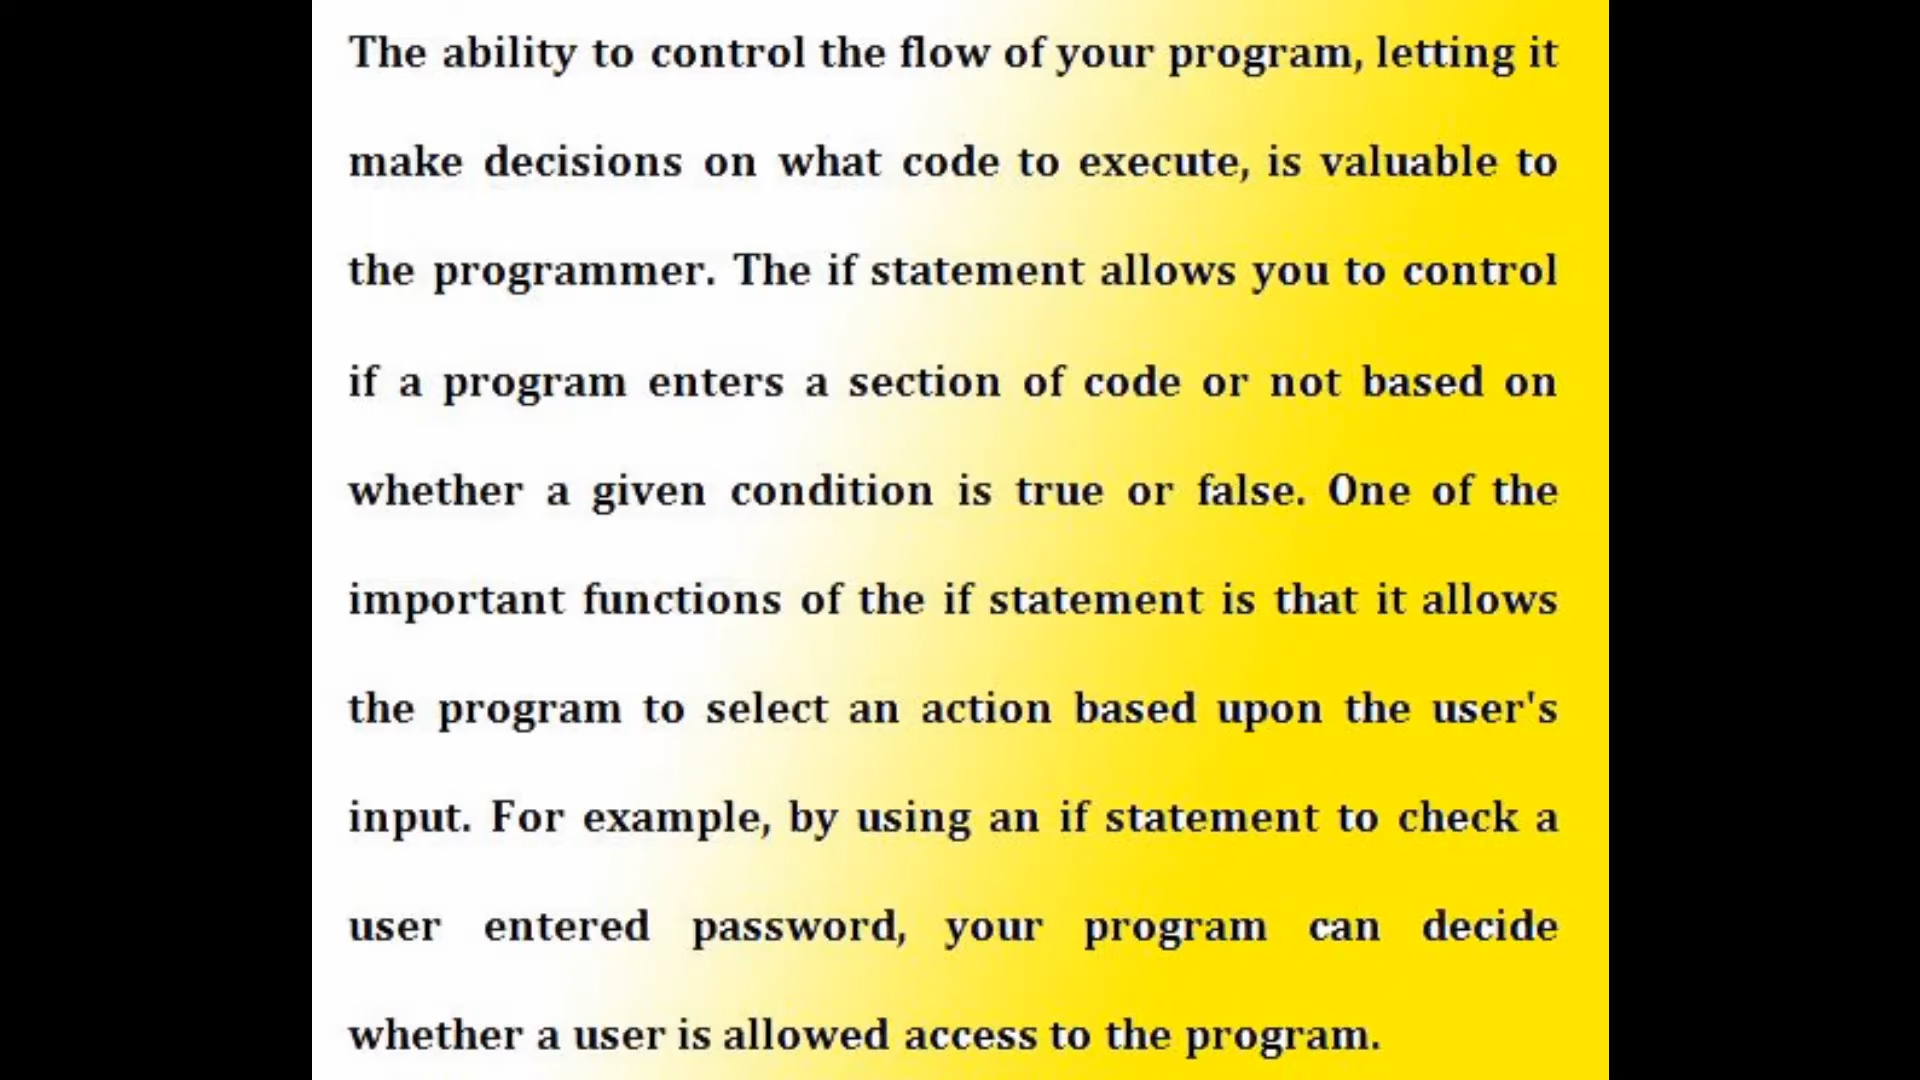 The ability to control the flow of your program, letting it
make decisions on what code to execute, is valuable to
the programmer. The if statement allows you to control
if a program enters a section of code or not based on
whether a given condition is true or false. One of the
important functions of the if statement is that it allows
the program to select an action based upon the user's
input. For example, by using an if statement to check a
user entered password, your program can decide
whether a user is allowed access to the program.